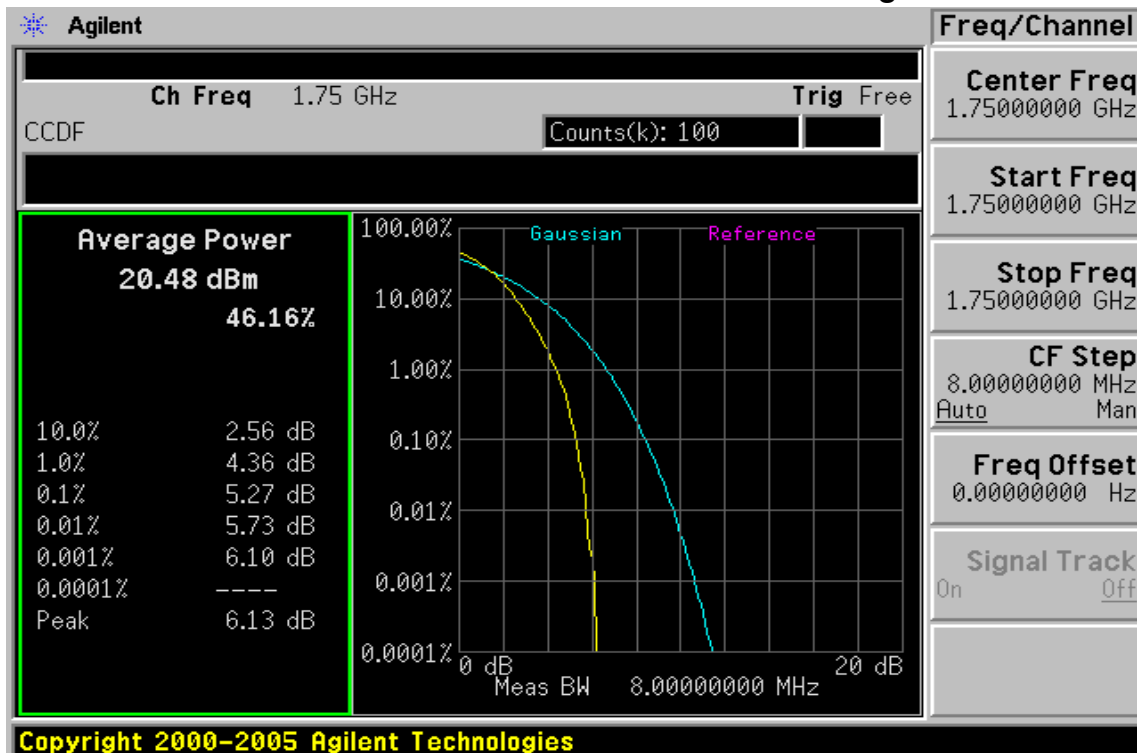 Agilent
Freq/Channel
Ch Freq 1.75 GHz Trig Free
CCDF Counts(k): 100
Average Power
20.48 dBm
46.16%
10.0% 2.56 dB
1.0% 4.36 dB
0.1% 5.27 dB
0.01% 5.73 dB
0.001% 6.10 dB
0.0001% ----
Peak 6.13 dB
Gaussian Reference
100.00%
10.00%
1.00%
0.10%
0.01%
0.001%
0.0001%
0 dB 20 dB
Meas BW 8.00000000 MHz
Center Freq
1.75000000 GHz
Start Freq
1.75000000 GHz
Stop Freq
1.75000000 GHz
CF Step
8.00000000 MHz
Auto Man
Freq Offset
0.00000000 Hz
Signal Track
On Off
Copyright 2000-2005 Agilent Technologies